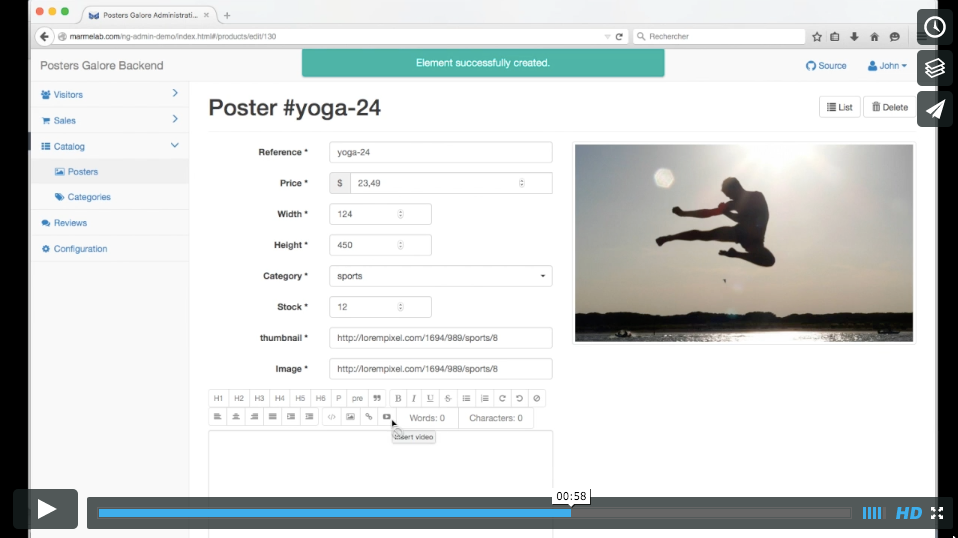 Posters Galore Administrati...
marmelab.com/ng-admin-demo/index.html#/products/edit/130
Rechercher
Posters Galore Backend
Element successfully created.
Source
John
Visitors
Sales
Catalog
Posters
Categories
Reviews
Configuration
Poster #yoga-24
List
Delete
Reference *
yoga-24
Price *
$
23,49
Width *
124
Height *
450
Category *
sports
Stock *
12
thumbnail *
http://lorempixel.com/1694/989/sports/8
Image *
http://lorempixel.com/1694/989/sports/8
H1 H2 H3 H4 H5 H6 P pre B I U S
Words: 0 Characters: 0
video
00:58
HD